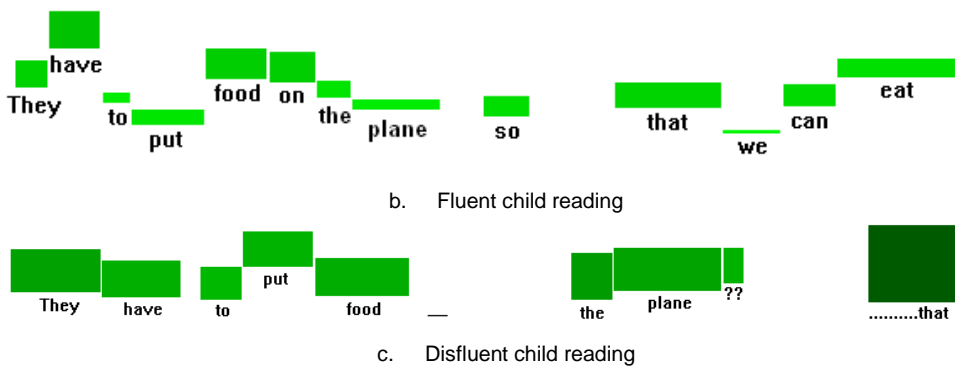 They have to put food on the plane so that we can eat
b. Fluent child reading
They have to put food __ the plane ?? ..........that
c. Disfluent child reading